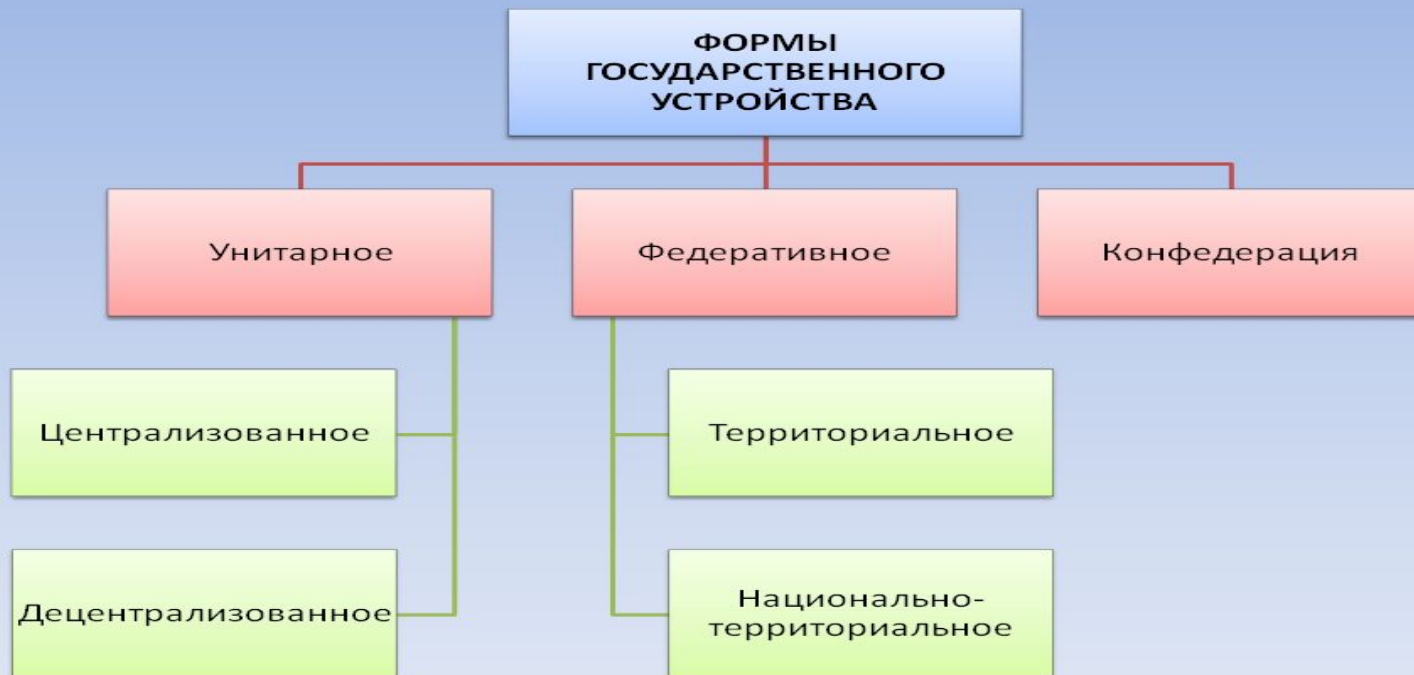 ФОРМЫ
ГОСУДАРСТВЕННОГО
УСТРОЙСТВА
Унитарное
Федеративное
Конфедерация
Централизованное
Территориальное
Децентрализованное
Национально-
территориальное